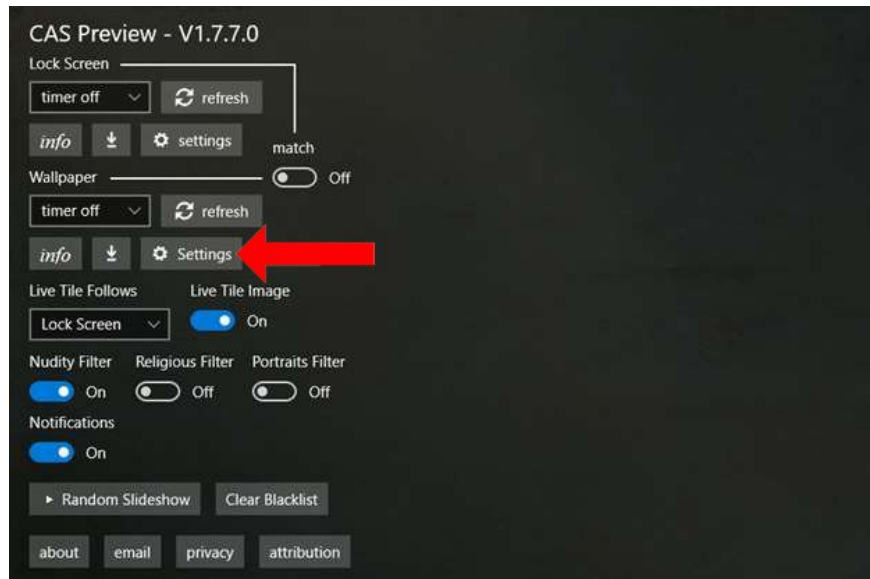 CAS Preview - V1.7.7.0
Lock Screen
timer off refresh
info settings match
Wallpaper Off
timer off refresh
info Settings
Live Tile Follows Live Tile Image
Lock Screen On
Nudity Filter Religious Filter Portraits Filter
On Off Off
Notifications
On
Random Slideshow Clear Blacklist
about email privacy attribution